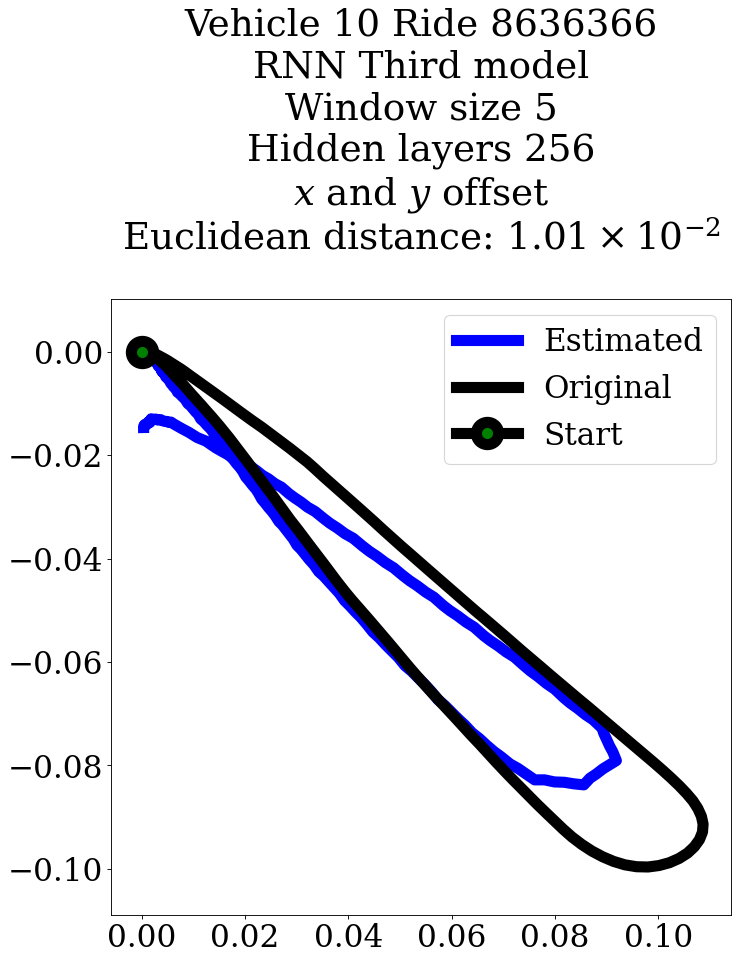 Vehicle 10 Ride 8636366
RNN Third model
Window size 5
Hidden layers 256
x and y offset
Euclidean distance: 1.01 × 10⁻²
Estimated
Original
Start
0.00
−0.02
−0.04
−0.06
−0.08
−0.10
0.00 0.02 0.04 0.06 0.08 0.10